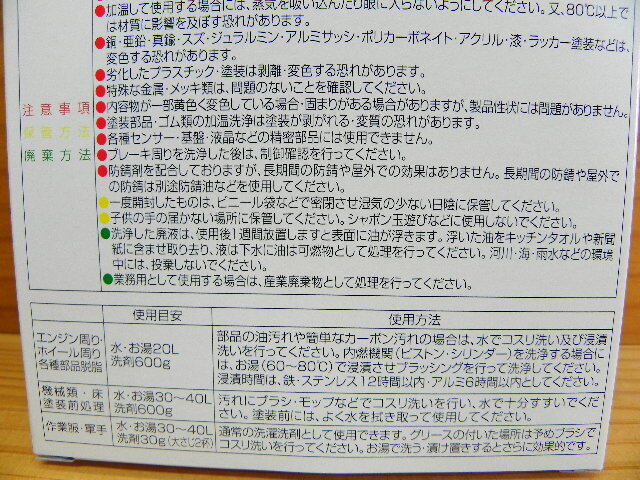 ●加温して使用する場合には、蒸気を吸い込んだり眼に入らないようにしてください。又、80℃以上で
は材質に影響を及ぼす恐れがあります。
●銅・亜鉛・真鍮・スズ・ジュラルミン・アルミサッシ・ポリカーボネイト・アクリル・漆・ラッカー塗装などは、
変色する恐れがあります。
●劣化したプラスチック・塗装は剥離・変色する恐れがあります。
●特殊な金属・メッキ類は、問題のないことを確認してください。
注意事項
●内容物が一部黄色く変色している場合・固まりがある場合がありますが、製品性状には問題がありません。
●塗装部品・ゴム類の加温洗浄は塗装が剥がれる・変質の恐れがあります。
保管方法
●各種センサー・基盤・液晶などの精密部品には使用できません。
廃棄方法
●ブレーキ周りを洗浄した後は、制御確認を行ってください。
●防錆剤を配合しておりますが、長期間の防錆や屋外での効果はありません。長期間の防錆や屋外で
の防錆は別途防錆油などを使用してください。
●一度開封したものは、ビニール袋などで密閉させ湿気の少ない日陰に保管してください。
●子供の手の届かない場所に保管してください。シャボン玉遊びなどに使用しないでください。
●洗浄した廃液は、使用後1週間放置しますと表面に油が浮きます。浮いた油をキッチンタオルや新聞
紙に含ませ取り去り、液は下水に油は可燃物として処理を行ってください。河川・海・雨水などの環境
中には、投棄しないでください。
●業務用として使用する場合は、産業廃棄物として処理を行ってください。
使用目安
使用方法
エンジン周り・
ホイール周り
各種部品脱脂
水・お湯20L
洗剤600g
部品の油汚れや簡単なカーボン汚れの場合は、水でコスリ洗い及び浸漬
洗いを行ってください。内燃機関(ピストン・シリンダー)を洗浄する場合に
は、お湯(60〜80℃)で浸漬させブラッシングを行って洗浄してください。
浸漬時間は、鉄・ステンレス12時間以内・アルミ6時間以内としてください。
機械類・床
塗装前処理
水・お湯30〜40L
洗剤600g
汚れにブラシ・モップなどでコスリ洗いを行い、水で十分すすいでくだ
さい。塗装前には、よく水を拭き取って使用してください。
作業服・軍手
水・お湯30〜40L
洗剤30g(大さじ2杯)
通常の洗濯洗剤として使用できます。グリースの付いた場所は予めブラシで
コスリ洗いを行ってください。お湯で洗う・漬け置きするとさらに効果的です。